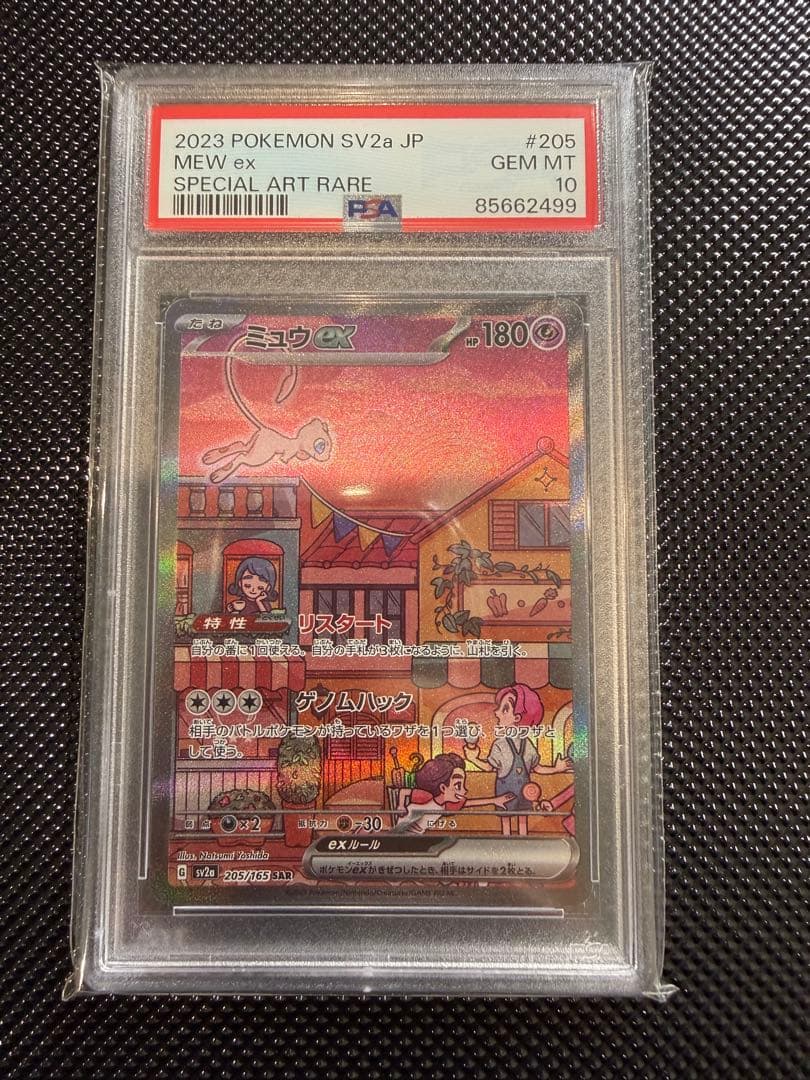 2023 POKEMON SV2a JP #205
MEW ex GEM MT
SPECIAL ART RARE 10
PSA 85662499
たね ミュウex HP 180
特性 リスタート
自分の番に1回使える。自分の手札が3枚になるように、山札を引く。
ゲノムハック
相手のバトルポケモンが持っているワザを1つ選び、このワザと
して使う。
弱点 ×2 抵抗力 -30 にげる
exルール
ポケモンexがきぜつしたとき、相手はサイドを2枚とる。
Illus. Natsumi Yoshida
G sv2a 205/165 SAR